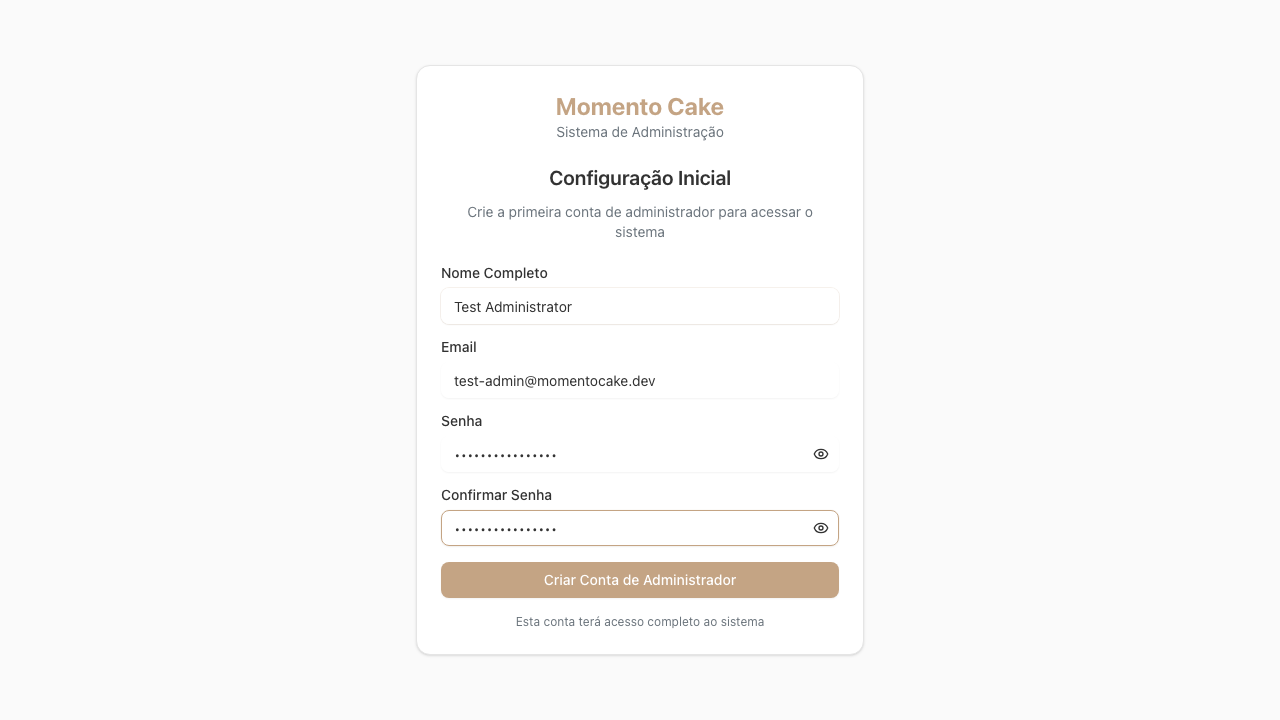 Momento Cake
Sistema de Administração
Configuração Inicial
Crie a primeira conta de administrador para acessar o
sistema
Nome Completo
Test Administrator
Email
test-admin@momentocake.dev
Senha
••••••••••••••••
Confirmar Senha
••••••••••••••••
Criar Conta de Administrador
Esta conta terá acesso completo ao sistema